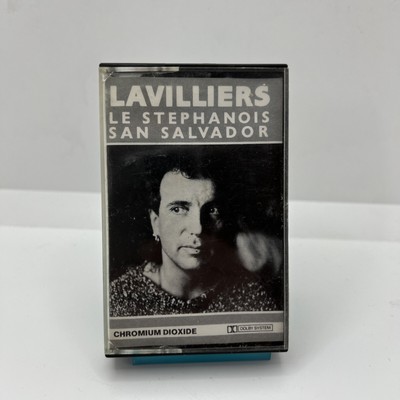 LAVILLIERS
LE STEPHANOIS
SAN SALVADOR
CHROMIUM DIOXIDE
DOLBY SYSTEM